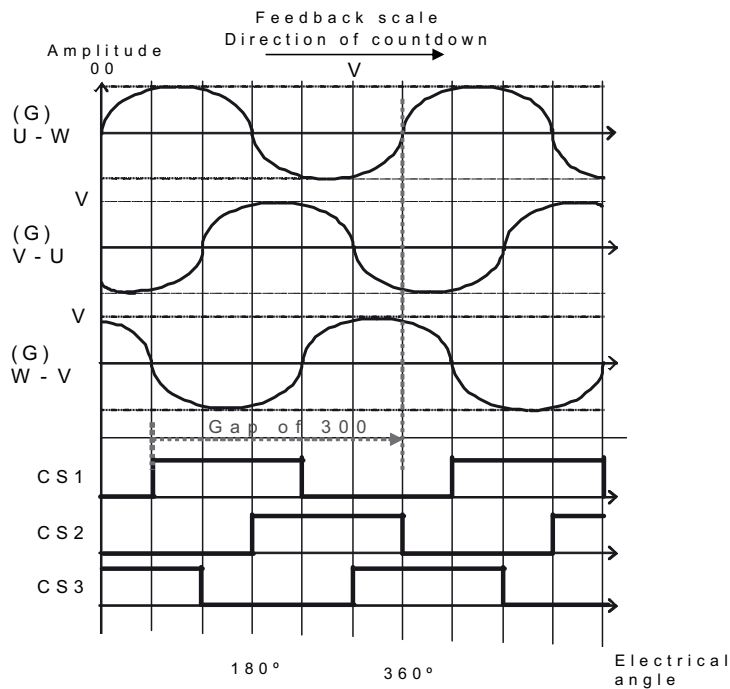 Feedback scale
Direction of countdown
Amplitude
00
V
(G)
U - W
V
(G)
V - U
V
(G)
W - V
Gap of 300
CS1
CS2
CS3
180º
360º
Electrical
angle